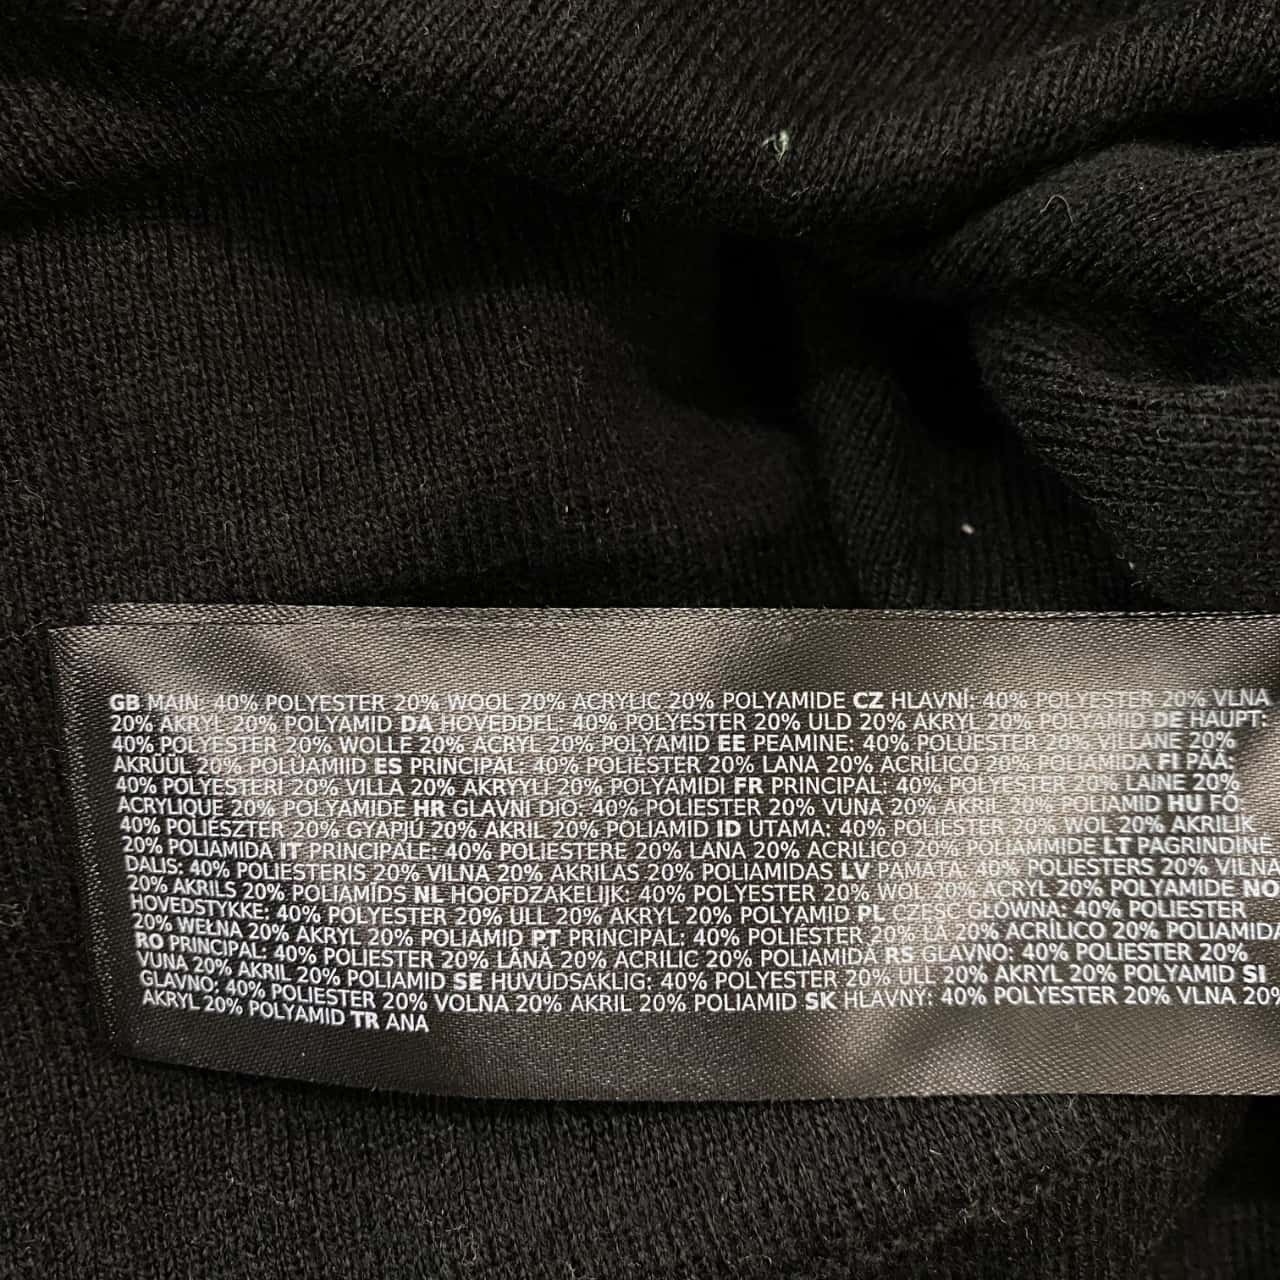 GB MAIN: 40% POLYESTER 20% WOOL 20% ACRYLIC 20% POLYAMIDE CZ HLAVNÍ: 40% POLYESTER 20% VLNA
20% AKRYL 20% POLYAMID DA HOVEDDEL: 40% POLYESTER 20% ULD 20% AKRYL 20% POLYAMID DE HAUPT:
40% POLYESTER 20% WOLLE 20% ACRYL 20% POLYAMID EE PEAMINE: 40% POLÜESTER 20% VILLANE 20%
AKRÜÜL 20% POLÜAMIID ES PRINCIPAL: 40% POLIÉSTER 20% LANA 20% ACRÍLICO 20% POLIAMIDA FI PÄÄ:
40% POLYESTERI 20% VILLA 20% AKRYYLI 20% POLYAMIDI FR PRINCIPAL: 40% POLYESTER 20% LAINE 20%
ACRYLIQUE 20% POLYAMIDE HR GLAVNI DIO: 40% POLIESTER 20% VUNA 20% AKRIL 20% POLIAMID HU FŐ:
40% POLIÉSZTER 20% GYAPJÚ 20% AKRIL 20% POLIAMID ID UTAMA: 40% POLIESTER 20% WOL 20% AKRILIK
20% POLIAMIDA IT PRINCIPALE: 40% POLIESTERE 20% LANA 20% ACRILICO 20% POLIAMMIDE LT PAGRINDINĖ
DALIS: 40% POLIESTERIS 20% VILNA 20% AKRILAS 20% POLIAMIDAS LV PAMATA: 40% POLIESTERS 20% VILNA
20% AKRILS 20% POLIAMĪDS NL HOOFDZAKELIJK: 40% POLYESTER 20% WOL 20% ACRYL 20% POLYAMIDE NO
HOVEDSTYKKE: 40% POLYESTER 20% ULL 20% AKRYL 20% POLYAMID PL CZĘŚĆ GŁÓWNA: 40% POLIESTER
20% WEŁNA 20% AKRYL 20% POLIAMID PT PRINCIPAL: 40% POLIÉSTER 20% LÃ 20% ACRÍLICO 20% POLIAMIDA
RO PRINCIPAL: 40% POLIESTER 20% LÂNĂ 20% ACRILIC 20% POLIAMIDĂ RS GLAVNO: 40% POLIESTER 20%
VUNA 20% AKRIL 20% POLIAMID SE HUVUDSAKLIG: 40% POLYESTER 20% ULL 20% AKRYL 20% POLYAMID SI
GLAVNO: 40% POLIESTER 20% VOLNA 20% AKRIL 20% POLIAMID SK HLAVNÝ: 40% POLYESTER 20% VLNA 20%
AKRYL 20% POLYAMID TR ANA